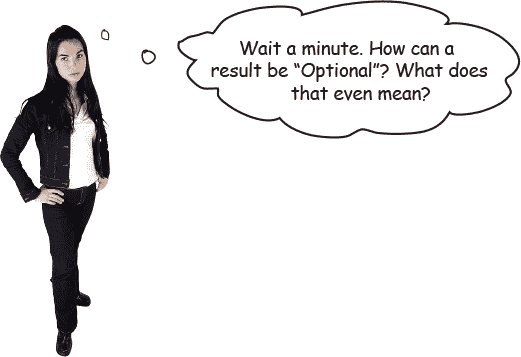 Wait a minute. How can a
result be “Optional”? What does
that even mean?